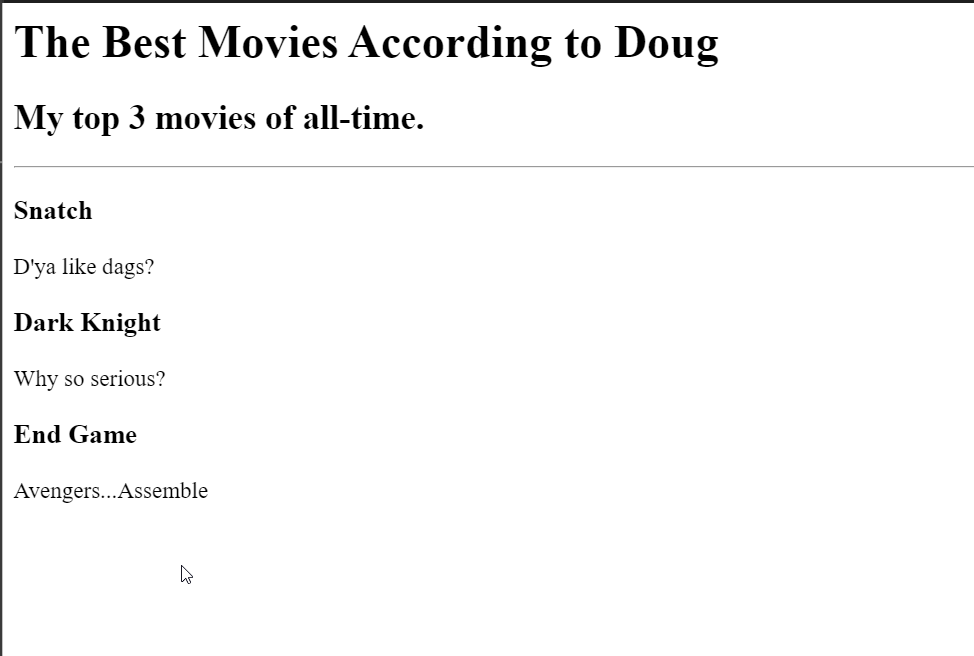 The Best Movies According to Doug
My top 3 movies of all-time.
Snatch
D'ya like dags?
Dark Knight
Why so serious?
End Game
Avengers...Assemble